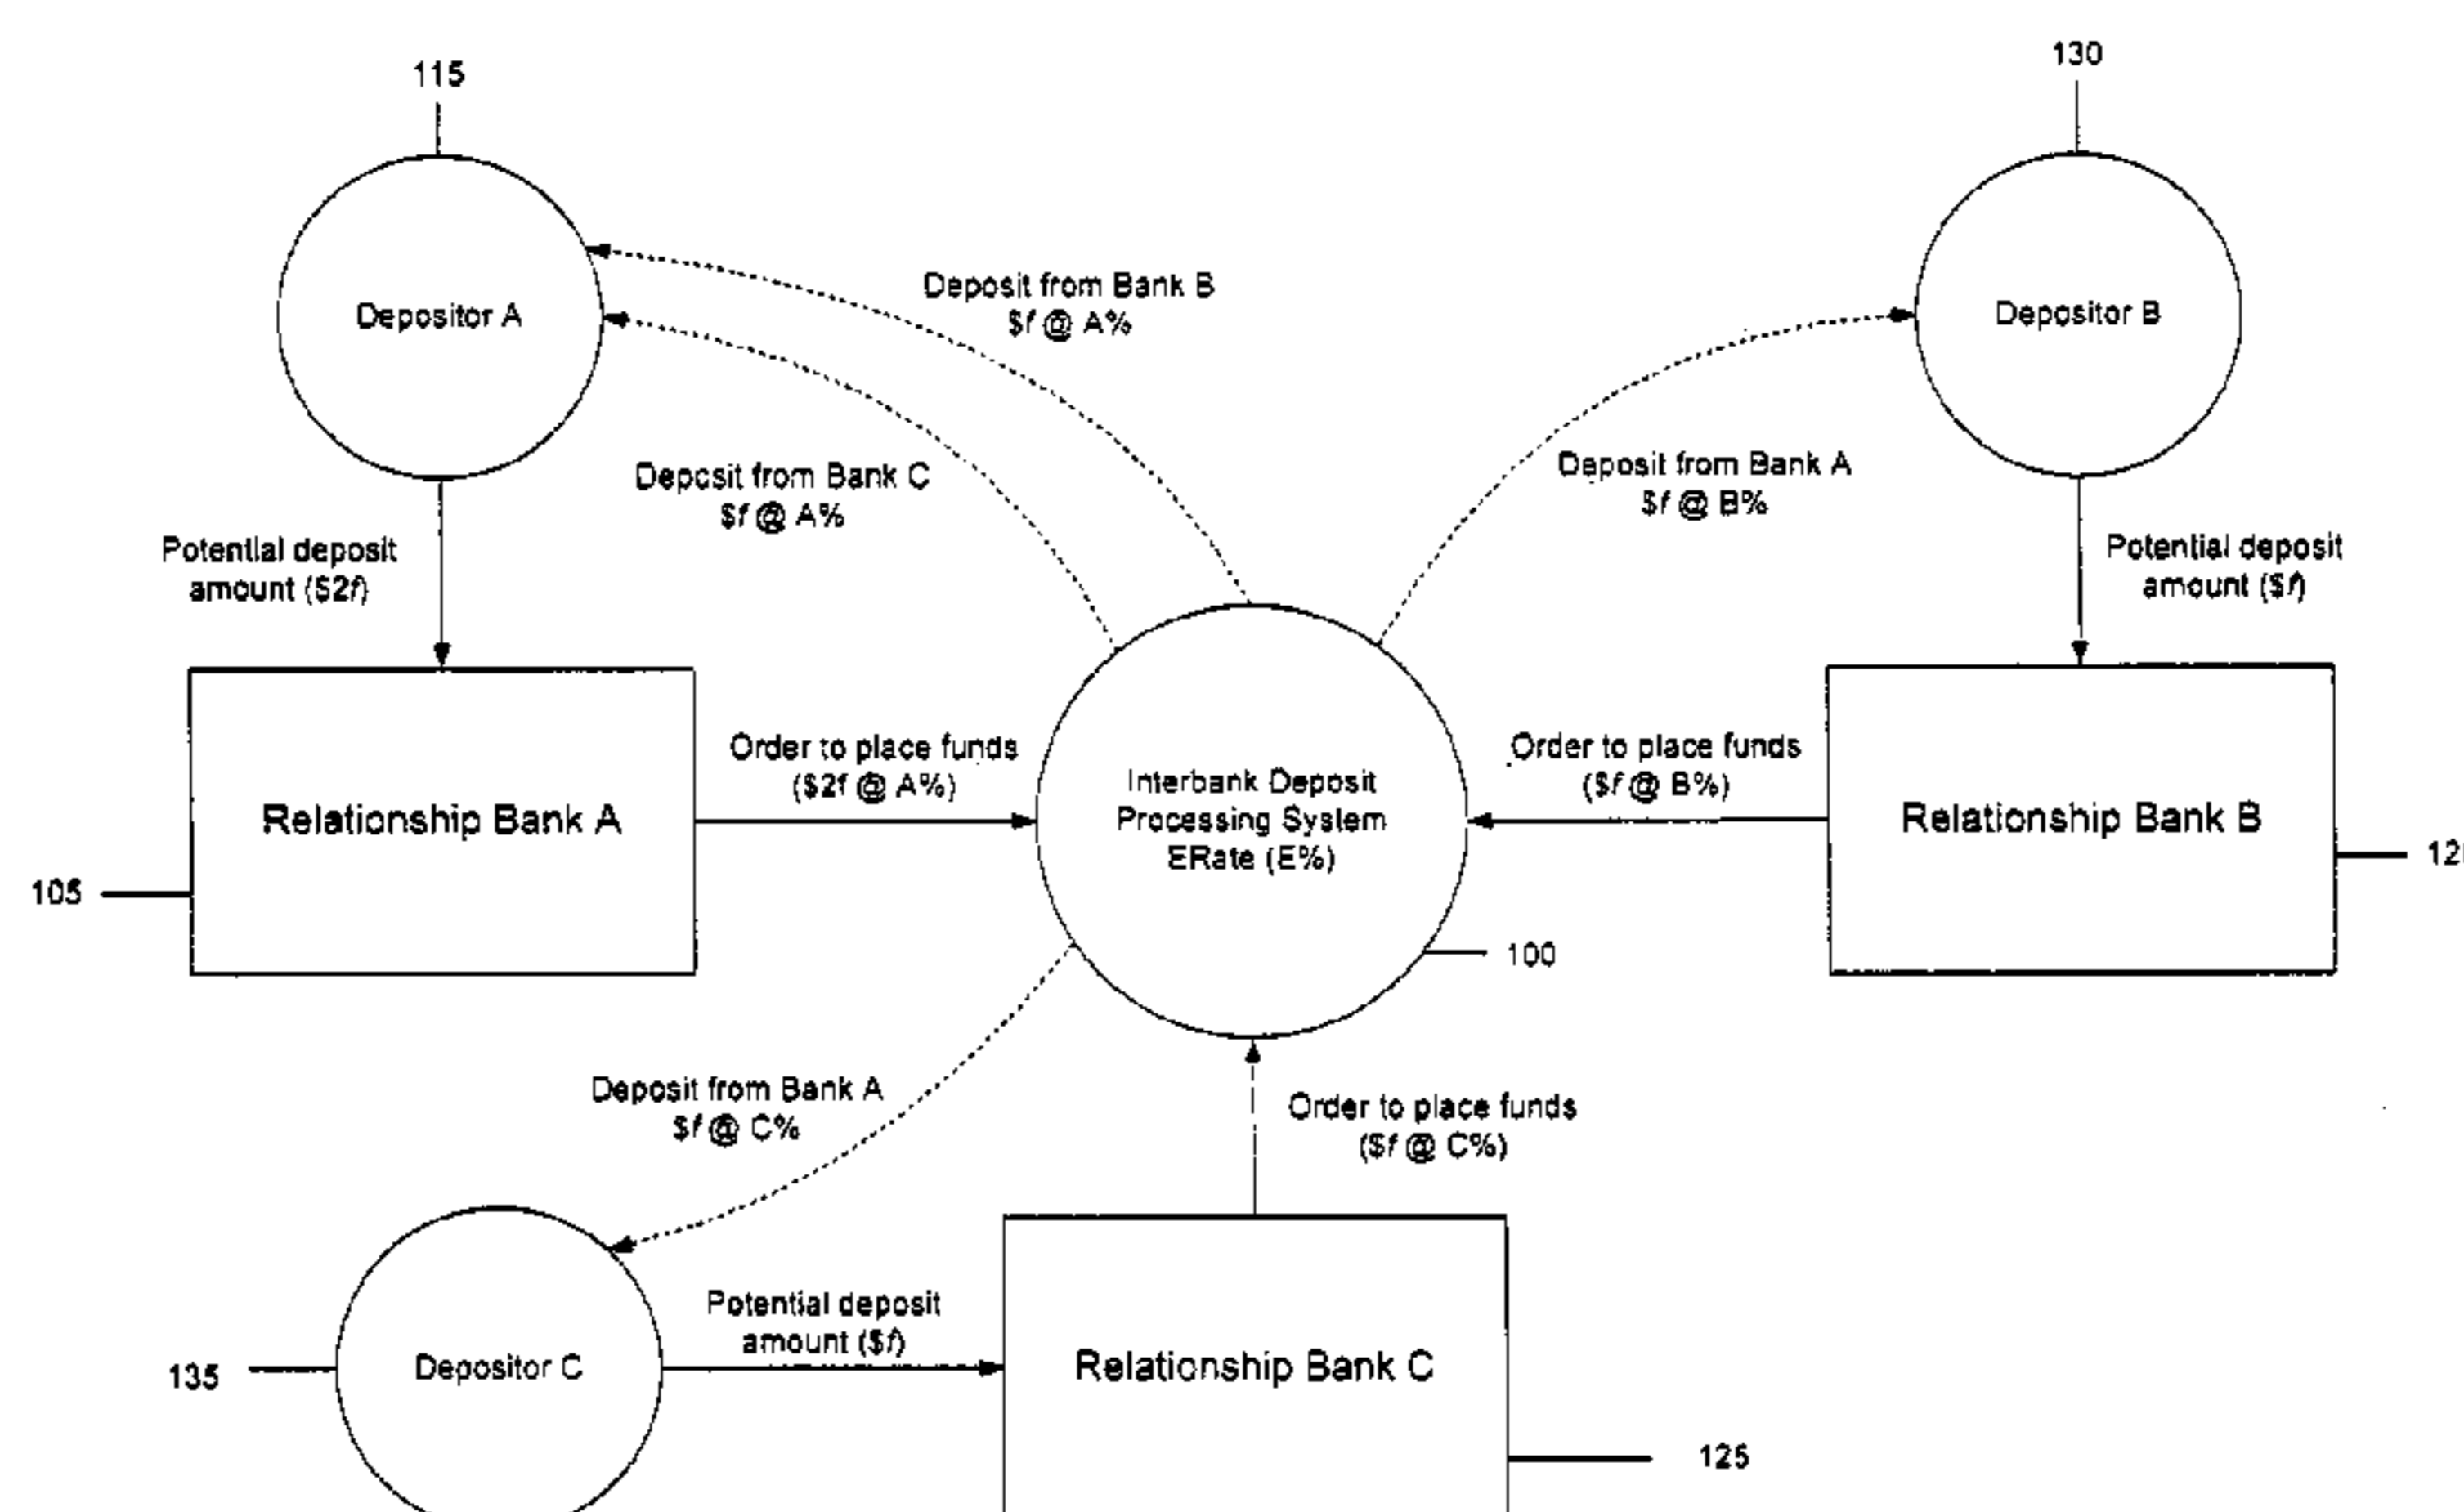 115
130
Depositor A
Deposit from Bank B
$f @ A%
Depositor B
Deposit from Bank C
$f @ A%
Deposit from Bank A
$f @ B%
Potential deposit
amount ($2f)
Potential deposit
amount ($f)
Order to place funds
($2f @ A%)
Order to place funds
($f @ B%)
Interbank Deposit
Processing System
ERate (E%)
Relationship Bank A
Relationship Bank B
105
100
Deposit from Bank A
$f @ C%
Order to place funds
($f @ C%)
Potential deposit
amount ($f)
Depositor C
Relationship Bank C
135
125